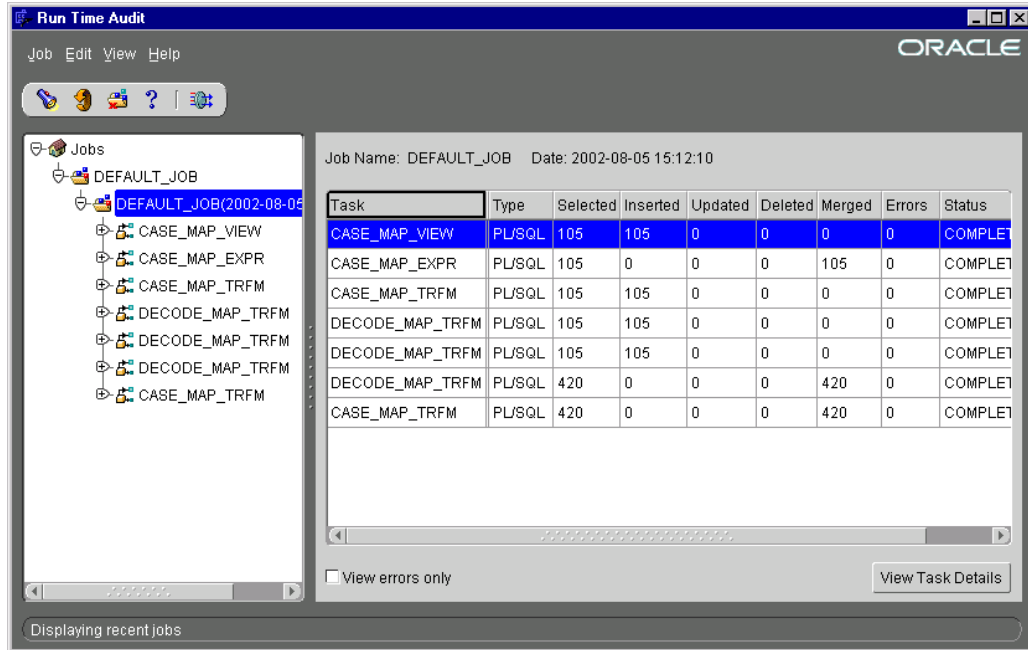 Run Time Audit
Job Edit View Help
ORACLE
?
Jobs
DEFAULT_JOB
DEFAULT_JOB(2002-08-05
CASE_MAP_VIEW
CASE_MAP_EXPR
CASE_MAP_TRFM
DECODE_MAP_TRFM
DECODE_MAP_TRFM
DECODE_MAP_TRFM
CASE_MAP_TRFM
Job Name: DEFAULT_JOB Date: 2002-08-05 15:12:10
Task Type Selected Inserted Updated Deleted Merged Errors Status
CASE_MAP_VIEW PL/SQL 105 105 0 0 0 0 COMPLET
CASE_MAP_EXPR PL/SQL 105 0 0 0 105 0 COMPLET
CASE_MAP_TRFM PL/SQL 105 105 0 0 0 0 COMPLET
DECODE_MAP_TRFM PL/SQL 105 105 0 0 0 0 COMPLET
DECODE_MAP_TRFM PL/SQL 105 105 0 0 0 0 COMPLET
DECODE_MAP_TRFM PL/SQL 420 0 0 0 420 0 COMPLET
CASE_MAP_TRFM PL/SQL 420 0 0 0 420 0 COMPLET
View errors only
View Task Details
Displaying recent jobs